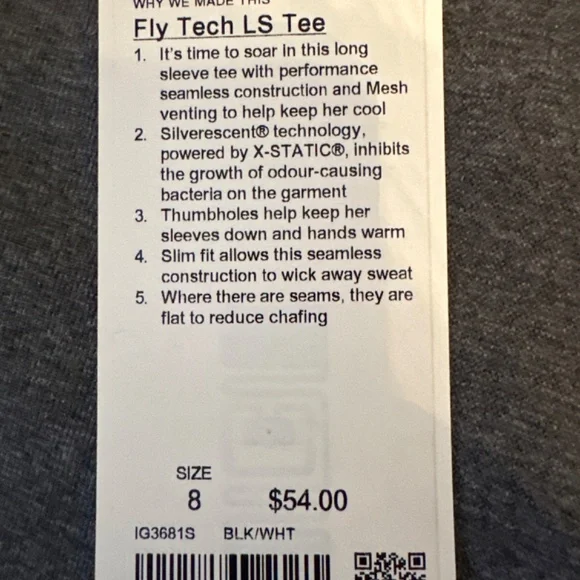 WHY WE MADE THIS
Fly Tech LS Tee
1. It's time to soar in this long
sleeve tee with performance
seamless construction and Mesh
venting to help keep her cool
2. Silverescent® technology,
powered by X-STATIC®, inhibits
the growth of odour-causing
bacteria on the garment
3. Thumbholes help keep her
sleeves down and hands warm
4. Slim fit allows this seamless
construction to wick away sweat
5. Where there are seams, they are
flat to reduce chafing
SIZE
8 $54.00
IG3681S BLK/WHT